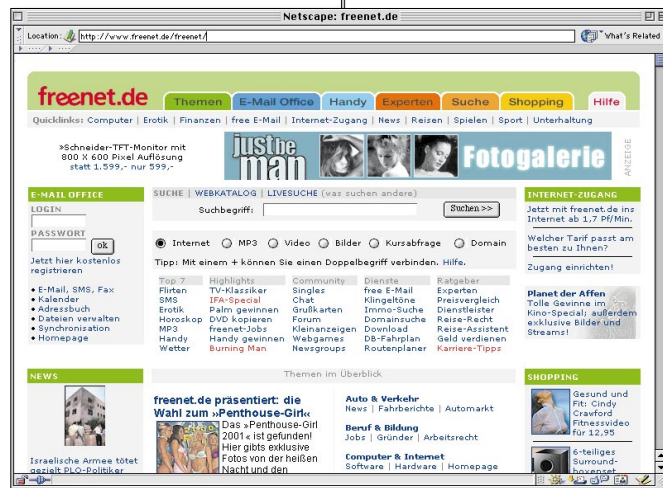 Netscape: freenet.de
Location: http://www.freenet.de/freenet/
What's Related
freenet.de
Themen
E-Mail Office
Handy
Experten
Suche
Shopping
Hilfe
Quicklinks: Computer | Erotik | Finanzen | free E-Mail | Internet-Zugang | News | Reisen | Spielen | Sport | Unterhaltung
»Schneider-TFT-Monitor mit
800 X 600 Pixel Auflösung
statt 1.599,- nur 599,-
just be man
Fotogalerie
ANZEIGE
E-MAIL OFFICE
LOGIN
PASSWORT
ok
Jetzt hier kostenlos
registrieren
• E-Mail, SMS, Fax
• Kalender
• Adressbuch
• Dateien verwalten
• Synchronisation
• Homepage
SUCHE | WEBKATALOG | LIVESUCHE (was suchen andere)
Suchbegriff:
Suchen >>
Internet
MP3
Video
Bilder
Kursabfrage
Domain
Tipp: Mit einem + können Sie einen Doppelbegriff verbinden. Hilfe.
Top 7
Flirten
SMS
Erotik
Horoskop
MP3
Handy
Wetter
Highlights
TV-Klassiker
IFA-Special
Palm gewinnen
DVD kopieren
freenet-Jobs
Handy gewinnen
Burning Man
Community
Singles
Chat
Grußkarten
Forum
Kleinanzeigen
Webgames
Newsgroups
Dienste
free E-Mail
Klingeltöne
Immo-Suche
Domainsuche
Download
DB-Fahrplan
Routenplaner
Ratgeber
Experten
Preisvergleich
Dienstleister
Reise-Recht
Reise-Assistent
Geld verdienen
Karriere-Tipps
INTERNET-ZUGANG
Jetzt mit freenet.de ins
Internet ab 1,7 Pf/Min.
Welcher Tarif passt am
besten zu Ihnen?
Zugang einrichten!
Planet der Affen
Tolle Gewinne im
Kino-Special; außerdem
exklusive Bilder und
Streams!
NEWS
Israelische Armee tötet
gezielt PLO-Politiker
Themen im Überblick
freenet.de präsentiert: die
Wahl zum »Penthouse-Girl«
Das »Penthouse-Girl
2001« ist gefunden!
Hier gibts exklusive
Fotos von der heißen
Nacht und den
Auto & Verkehr
News | Fahrberichte | Automarkt
Beruf & Bildung
Jobs | Gründer | Arbeitsrecht
Computer & Internet
Software | Hardware | Homepage
SHOPPING
Gesund und
Fit: Cindy
Crawford
Fitnessvideo
für 12,95
6-teiliges
Surround-
boxenset